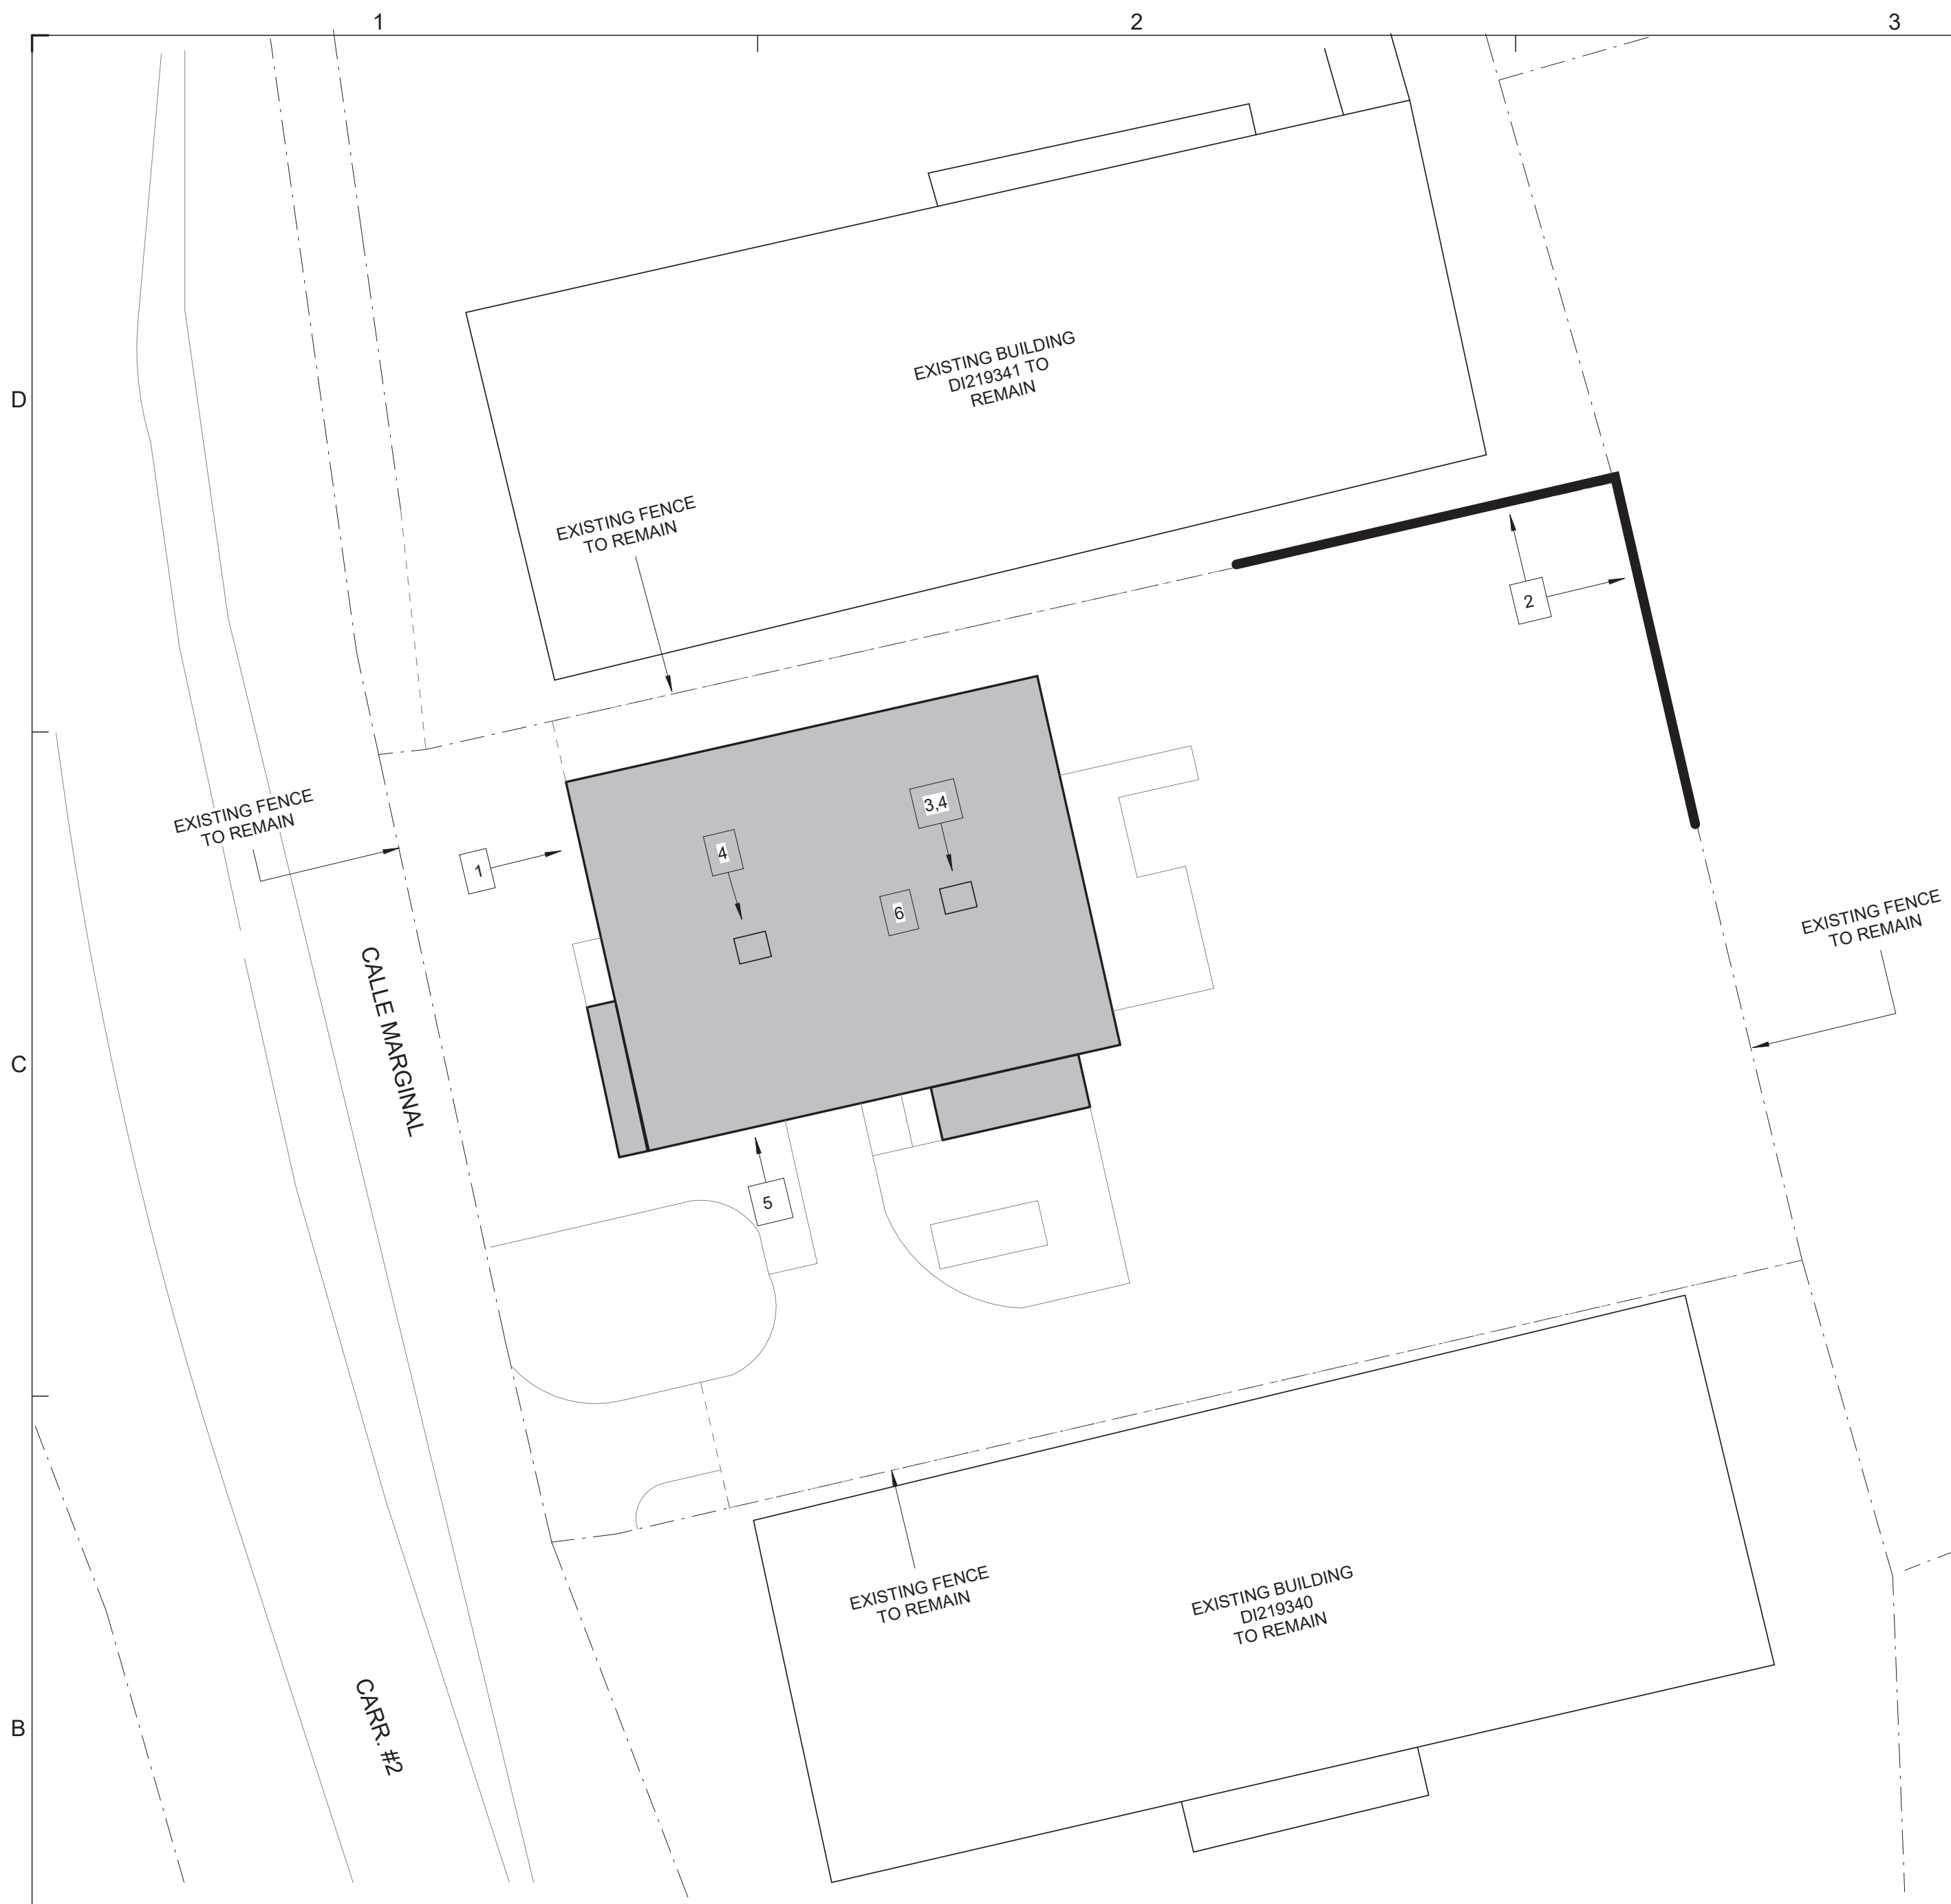 1
2
3
D
EXISTING BUILDING
DI219341 TO
REMAIN
EXISTING FENCE
TO REMAIN
2
EXISTING FENCE
TO REMAIN
1
4
3,4
6
EXISTING FENCE
TO REMAIN
CALLE MARGINAL
C
5
EXISTING FENCE
TO REMAIN
EXISTING BUILDING
DI219340
TO REMAIN
CARR. #2
B